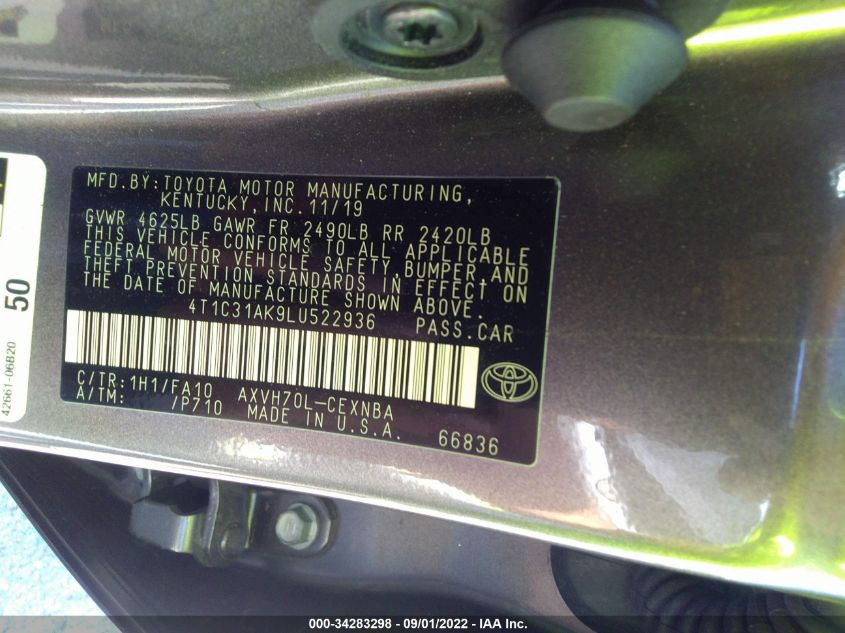 MFD.BY:TOYOTA MOTOR MANUFACTURING,
KENTUCKY, INC. 11/19
GVWR 4625LB GAWR FR 2490LB RR 2420LB
THIS VEHICLE CONFORMS TO ALL APPLICABLE
FEDERAL MOTOR VEHICLE SAFETY, BUMPER, AND
THEFT PREVENTION STANDARDS IN EFFECT ON
THE DATE OF MANUFACTURE SHOWN ABOVE.
4T1C31AK9LU522936 PASS.CAR
C/TR:1H1/FA10 AXVH70L-CEXNBA
A/TM: /P710 MADE IN U.S.A. 66836
50
42661-06B20
000-34283298 - 09/01/2022 - IAA Inc.